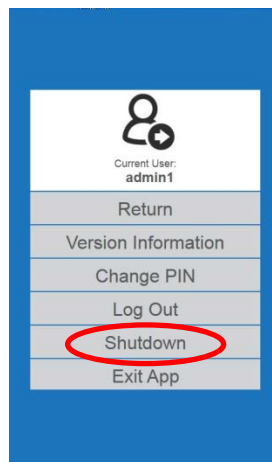 Current User:
admin1
Return
Version Information
Change PIN
Log Out
Shutdown
Exit App